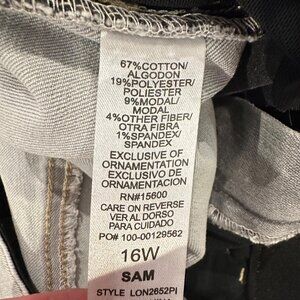 67%COTTON/
ALGODON
19%POLYESTER/
POLIESTER
9%MODAL/
MODAL
4%OTHER FIBER/
OTRA FIBRA
1%SPANDEX/
SPANDEX
EXCLUSIVE OF
ORNAMENTATION
EXCLUSIVO DE
ORNAMENTACION
RN#15600
CARE ON REVERSE
VER AL DORSO
PARA CUIDADO
PO# 100-00129562
16W
SAM
STYLE LON2652PI